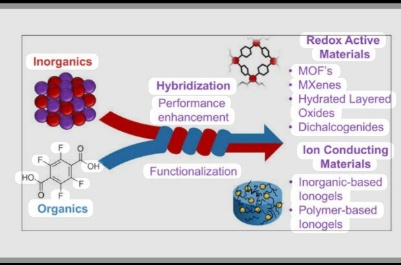 Inorganics
F
F
HO
O
O
OH
F
F
Organics
Hybridization
Performance
enhancement
Functionalization
Redox Active
Materials
• MOF's
• MXenes
• Hydrated Layered
Oxides
• Dichalcogenides
Ion Conducting
Materials
• Inorganic-based
Ionogels
• Polymer-based
Ionogels